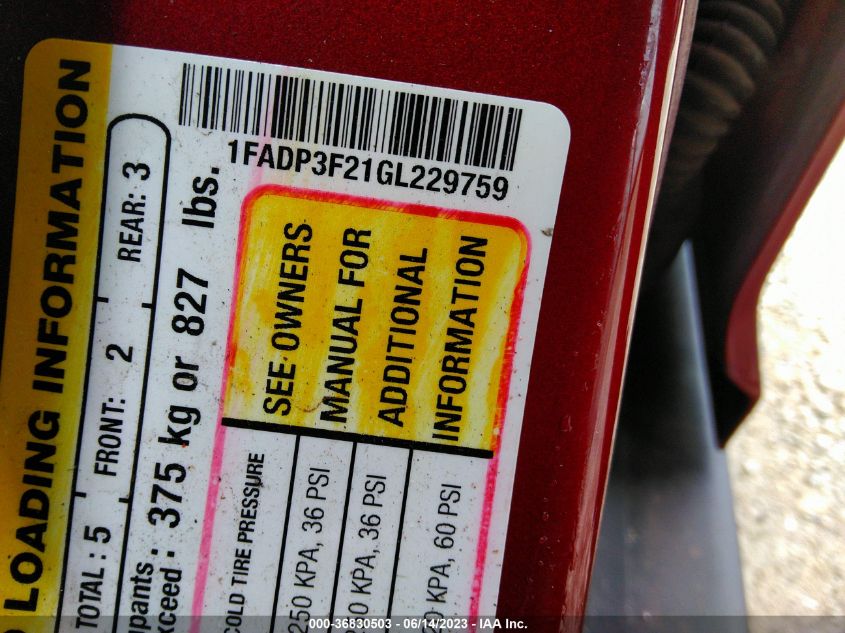 1FADP3F21GL229759
LOADING INFORMATION
TOTAL : 5 FRONT: 2 REAR: 3
exceed : 375 kg or 827 lbs.
COLD TIRE PRESSURE
250 KPA, 36 PSI
KPA, 36 PSI
KPA, 60 PSI
SEE OWNERS
MANUAL FOR
ADDITIONAL
INFORMATION
000-36830503 - 06/14/2023 - IAA Inc.